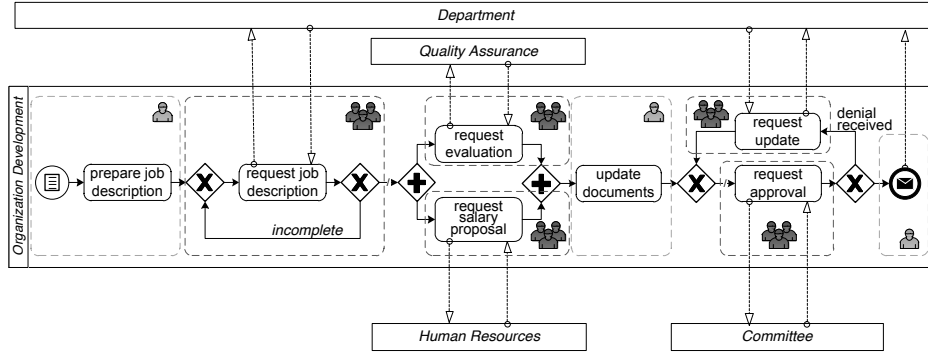 Department
Quality Assurance
Organization Development
prepare job
description
request job
description
incomplete
request
evaluation
request
salary
proposal
update
documents
request
update
denial
received
request
approval
Human Resources
Committee